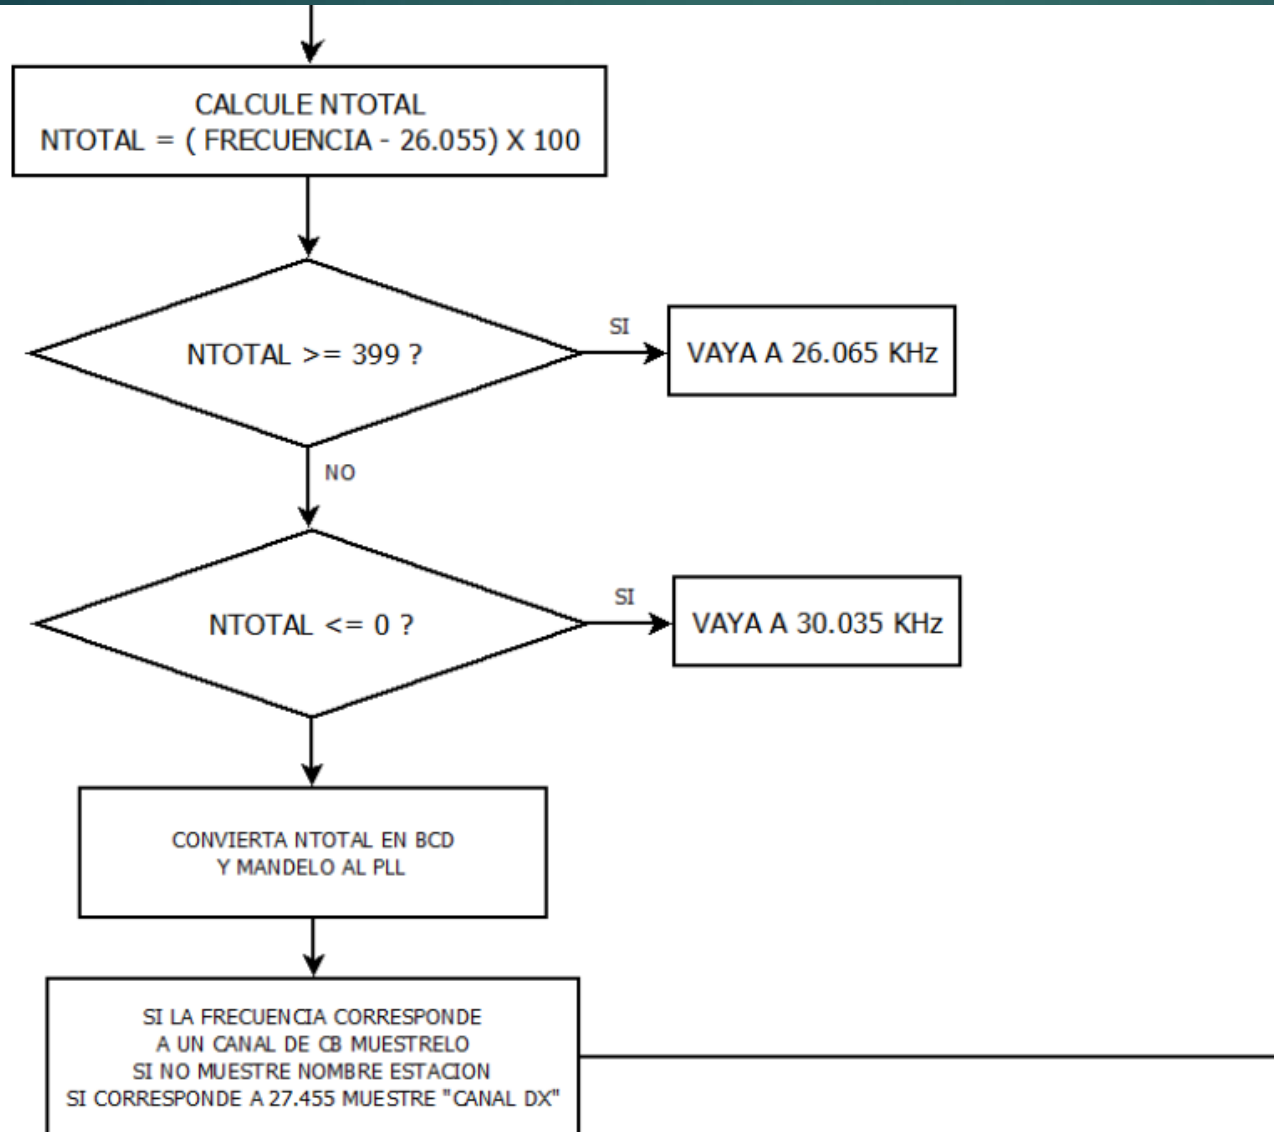 CALCULE NTOTAL
NTOTAL = ( FRECUENCIA - 26.055) X 100
NTOTAL >= 399 ?
SI
VAYA A 26.065 KHz
NO
NTOTAL <= 0 ?
SI
VAYA A 30.035 KHz
CONVIERTA NTOTAL EN BCD
Y MANDELO AL PLL
SI LA FRECUENCIA CORRESPONDE
A UN CANAL DE CB MUESTRELO
SI NO MUESTRE NOMBRE ESTACION
SI CORRESPONDE A 27.455 MUESTRE "CANAL DX"